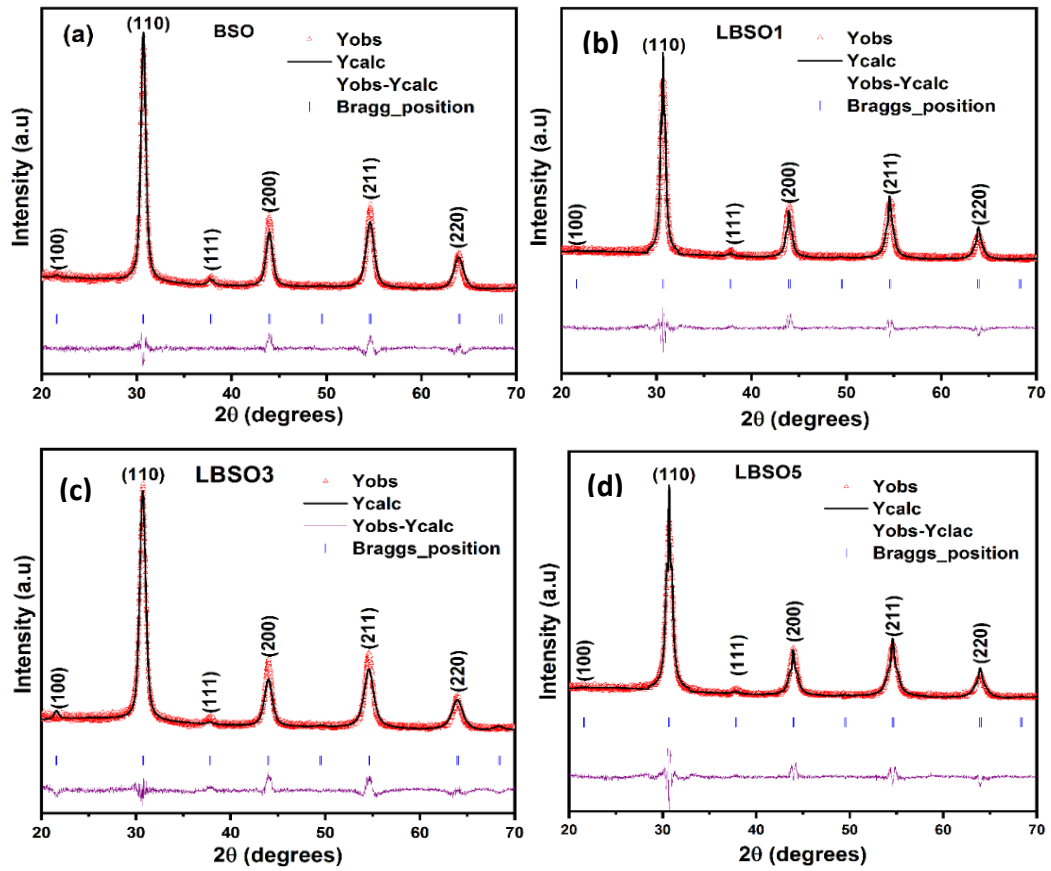 (a)
BSO
(110)
Yobs
Ycalc
Yobs-Ycalc
Bragg_position
(100)
(111)
(200)
(211)
(220)
Intensity (a.u)
20 30 40 50 60 70
2θ (degrees)
(b)
LBSO1
(110)
Yobs
Ycalc
Yobs-Ycalc
Braggs_position
(100)
(111)
(200)
(211)
(220)
Intensity (a.u)
20 30 40 50 60 70
2θ (degrees)
(c)
LBSO3
(110)
Yobs
Ycalc
Yobs-Ycalc
Braggs_position
(100)
(111)
(200)
(211)
(220)
Intensity (a.u)
20 30 40 50 60 70
2θ (degrees)
(d)
LBSO5
(110)
Yobs
Ycalc
Yobs-Yclac
Braggs_position
(100)
(111)
(200)
(211)
(220)
Intensity (a.u)
20 30 40 50 60 70
2θ (degrees)